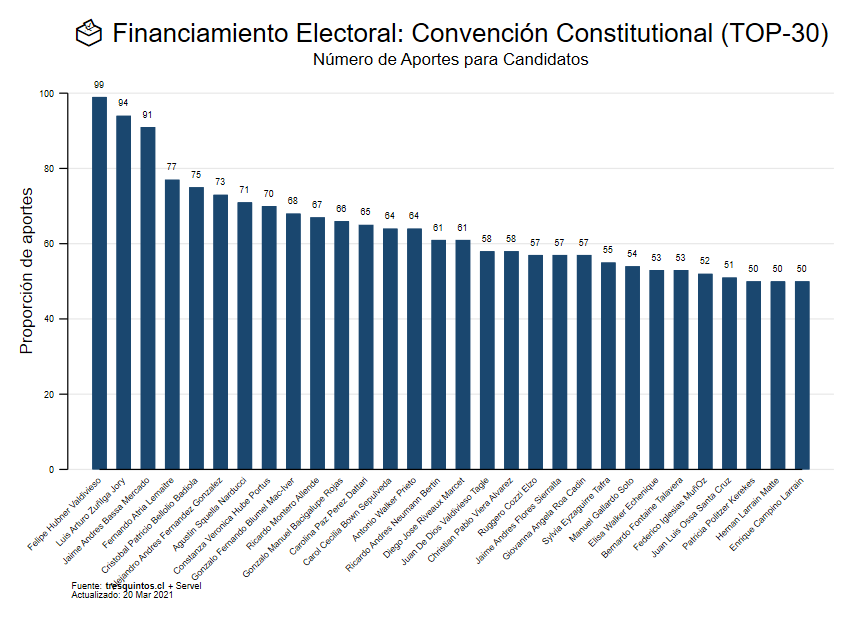 Financiamiento Electoral: Convención Constitutional (TOP-30)
Número de Aportes para Candidatos
Proporción de aportes
100
80
60
40
20
0
99
94
91
77
75
73
71
70
68
67
66
65
64
64
61
61
58
58
57
57
57
55
54
53
53
52
51
50
50
50
Felipe Hubner Valdivieso
Luis Arturo Zuñilga Jory
Jaime Andres Bassa Mercado
Fernando Atria Lemaitre
Cristobal Patricio Bellolio Badiola
Alejandro Andres Fernandez Gonzalez
Agustin Squella Narducci
Constanza Veronica Hube Portus
Gonzalo Fernando Blumel Mac-Iver
Ricardo Montero Allende
Gonzalo Manuel Bacigalupe Rojas
Carolina Paz Perez Dattari
Carol Cecilia Bown Sepulveda
Antonio Walker Prieto
Ricardo Andres Neumann Bertin
Diego Jose Riveaux Marcet
Juan De Dios Valdivieso Tagle
Christian Pablo Viera Alvarez
Ruggero Cozzi Elzo
Jaime Andres Flores Sierralta
Giovanna Angela Roa Cadin
Sylvia Eyzaguirre Tafra
Manuel Gallardo Soto
Elisa Walker Echenique
Bernardo Fontaine Talavera
Federico Iglesias MuñOz
Juan Luis Ossa Santa Cruz
Patricia Politzer Kerekes
Hernan Larrain Matte
Enrique Campino Larrain
Fuente: tresquintos.cl + Servel
Actualizado: 20 Mar 2021